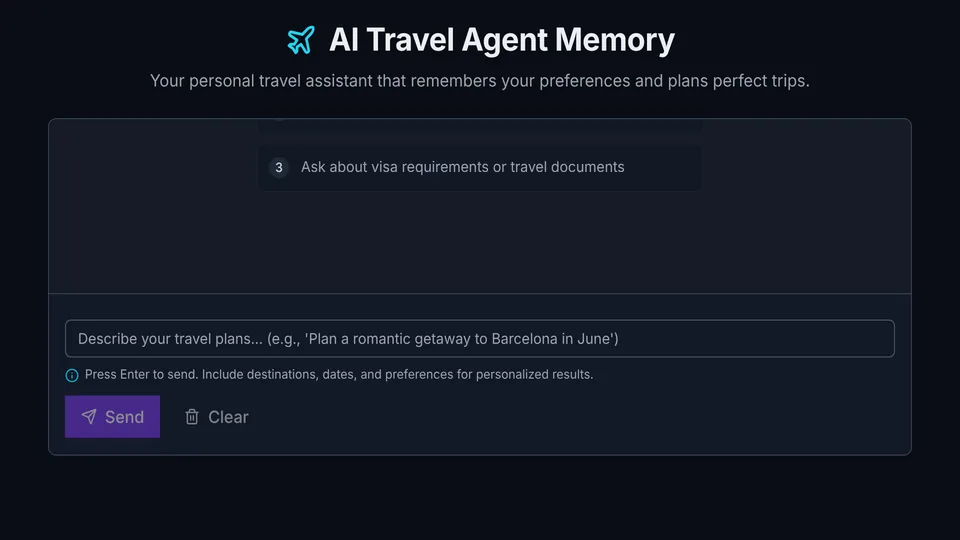 AI Travel Agent Memory
Your personal travel assistant that remembers your preferences and plans perfect trips.
3 Ask about visa requirements or travel documents
Describe your travel plans... (e.g., 'Plan a romantic getaway to Barcelona in June')
Press Enter to send. Include destinations, dates, and preferences for personalized results.
Send Clear